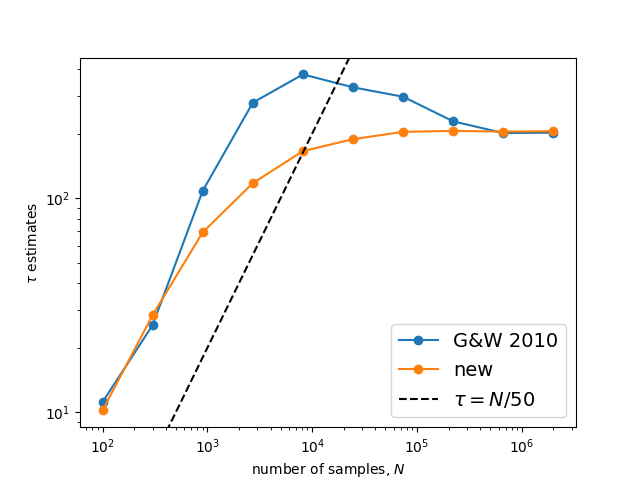 τ estimates
10²
10¹
10² 10³ 10⁴ 10⁵ 10⁶
number of samples, N
G&W 2010
new
τ = N/50